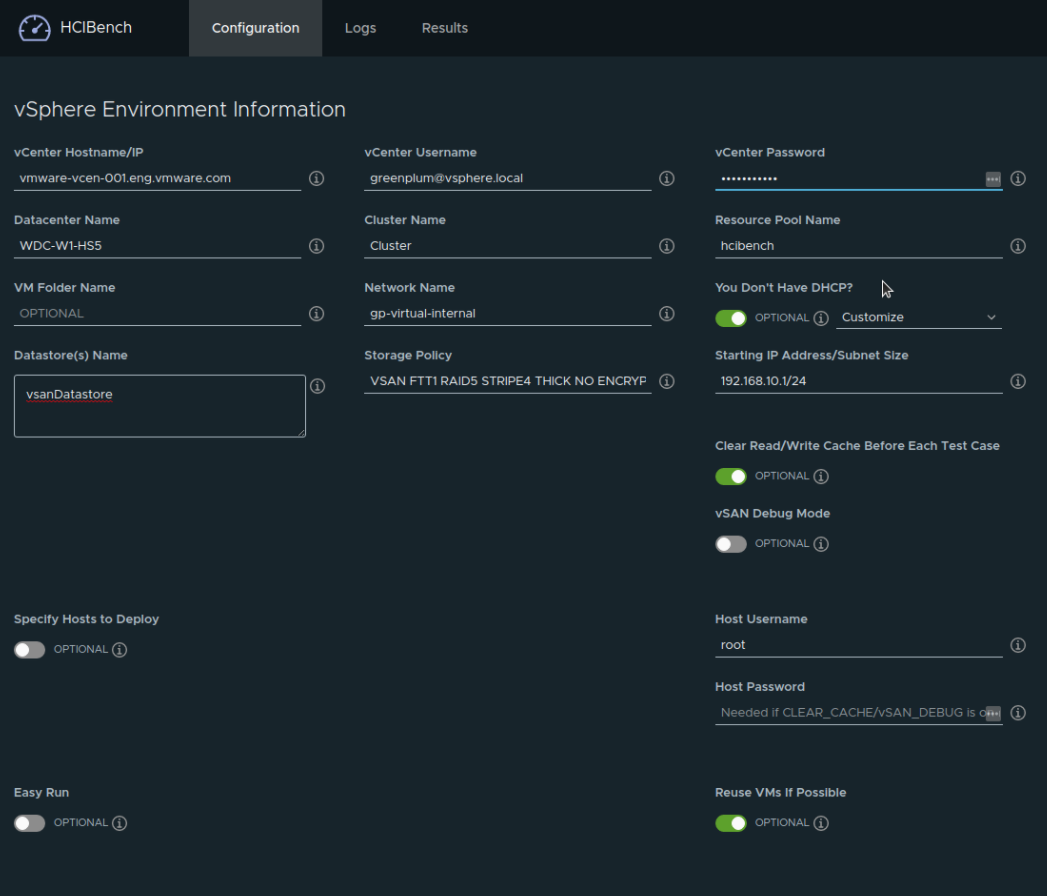 HCIBench
Configuration
Logs
Results
vSphere Environment Information
vCenter Hostname/IP
vmware-vcen-001.eng.vmware.com
vCenter Username
greenplum@vsphere.local
vCenter Password
•••••••••••
Datacenter Name
WDC-W1-HS5
Cluster Name
Cluster
Resource Pool Name
hcibench
VM Folder Name
OPTIONAL
Network Name
gp-virtual-internal
You Don't Have DHCP?
OPTIONAL
Customize
Datastore(s) Name
vsanDatastore
Storage Policy
VSAN FTT1 RAID5 STRIPE4 THICK NO ENCRYP
Starting IP Address/Subnet Size
192.168.10.1/24
Clear Read/Write Cache Before Each Test Case
OPTIONAL
vSAN Debug Mode
OPTIONAL
Specify Hosts to Deploy
OPTIONAL
Host Username
root
Host Password
Needed if CLEAR_CACHE/vSAN_DEBUG is
Easy Run
OPTIONAL
Reuse VMs If Possible
OPTIONAL